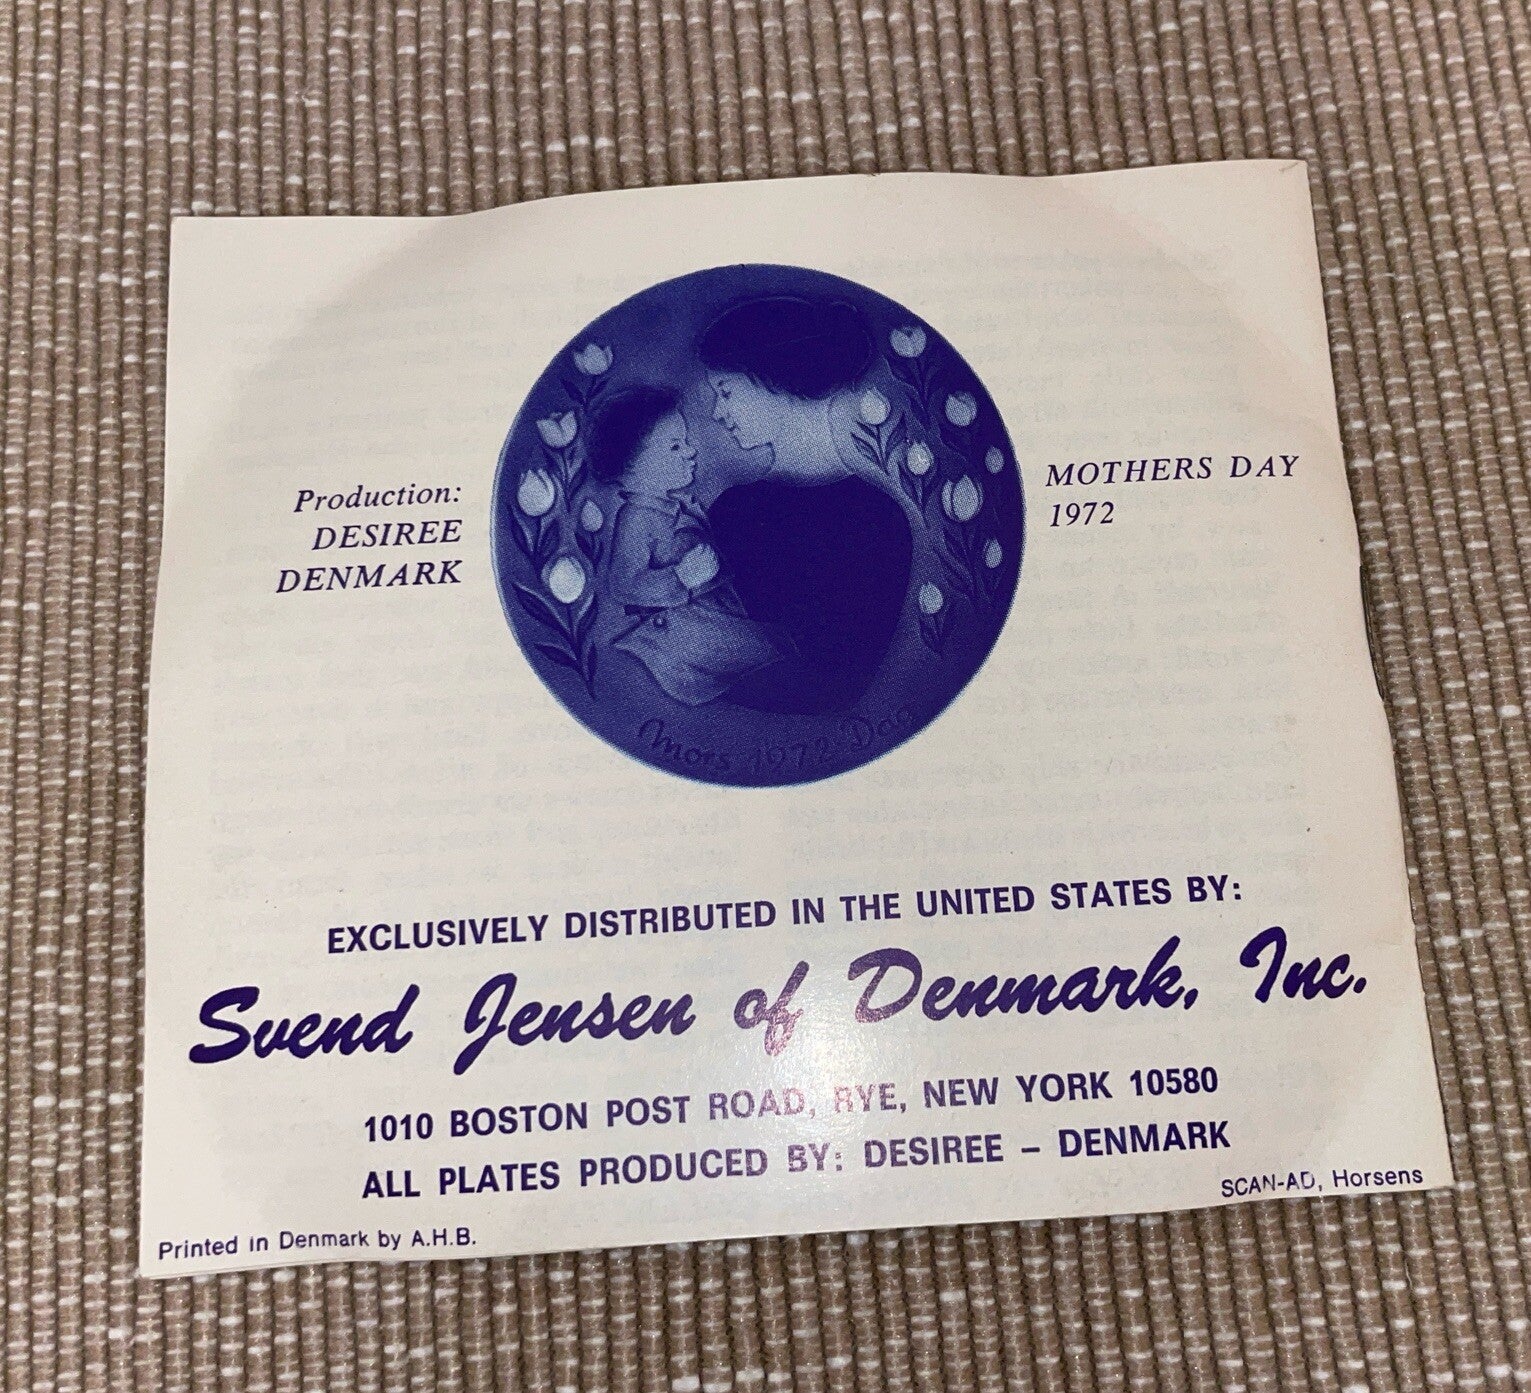 Production:
DESIREE
DENMARK
MOTHERS DAY
1972
Mors 1972 Dag
EXCLUSIVELY DISTRIBUTED IN THE UNITED STATES BY:
Svend Jensen of Denmark, Inc.
1010 BOSTON POST ROAD, RYE, NEW YORK 10580
ALL PLATES PRODUCED BY: DESIREE – DENMARK
SCAN-AD, Horsens
Printed in Denmark by A.H.B.